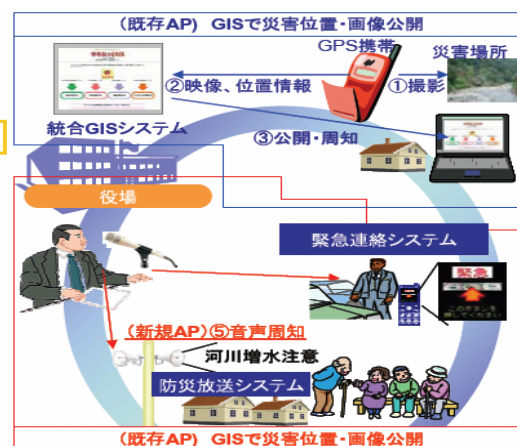 (既存AP) GISで災害位置・画像公開
GPS携帯
災害場所
②映像、位置情報
①撮影
統合GISシステム
③公開・周知
役場
緊急連絡システム
緊急
(新規AP)⑤音声周知
河川増水注意
防災放送システム
(既存AP) GISで災害位置・画像公開